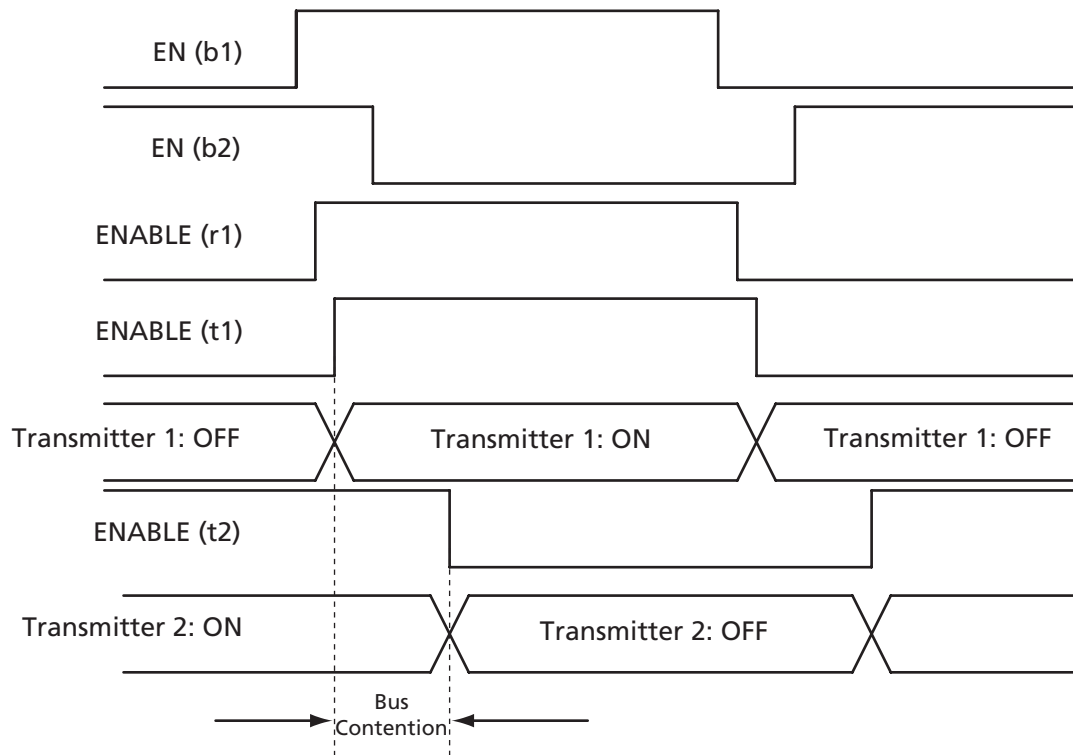 EN (b1)
EN (b2)
ENABLE (r1)
ENABLE (t1)
Transmitter 1: OFF
Transmitter 1: ON
Transmitter 1: OFF
ENABLE (t2)
Transmitter 2: ON
Transmitter 2: OFF
Bus
Contention